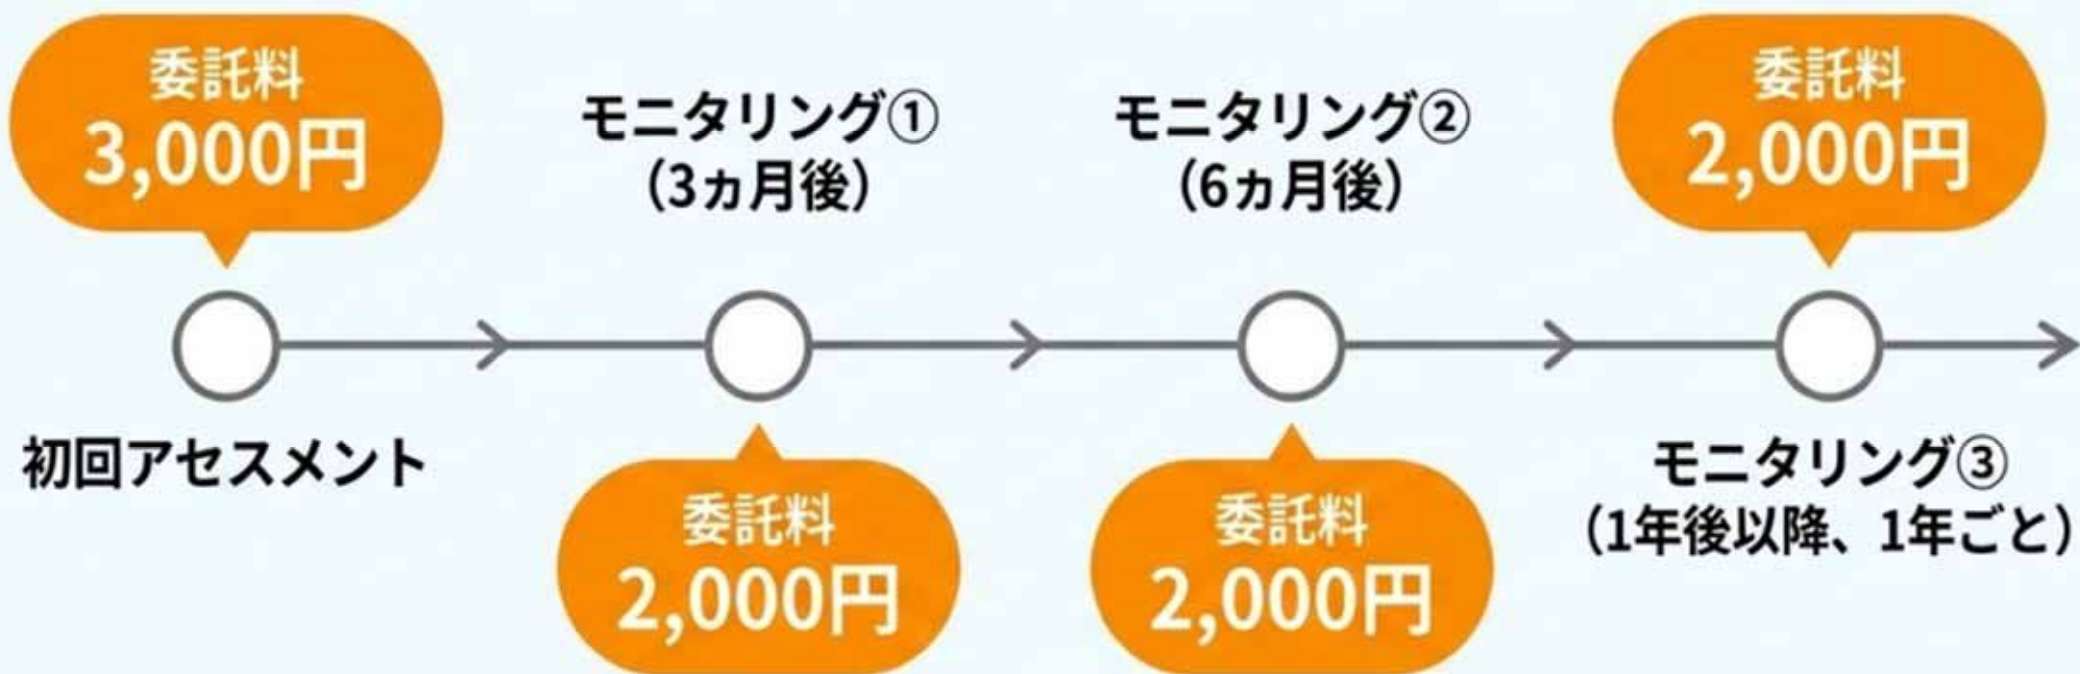 委託料
3,000円
初回アセスメント
モニタリング①
（3ヵ月後）
委託料
2,000円
モニタリング②
（6ヵ月後）
委託料
2,000円
委託料
2,000円
モニタリング③
（1年後以降、1年ごと）